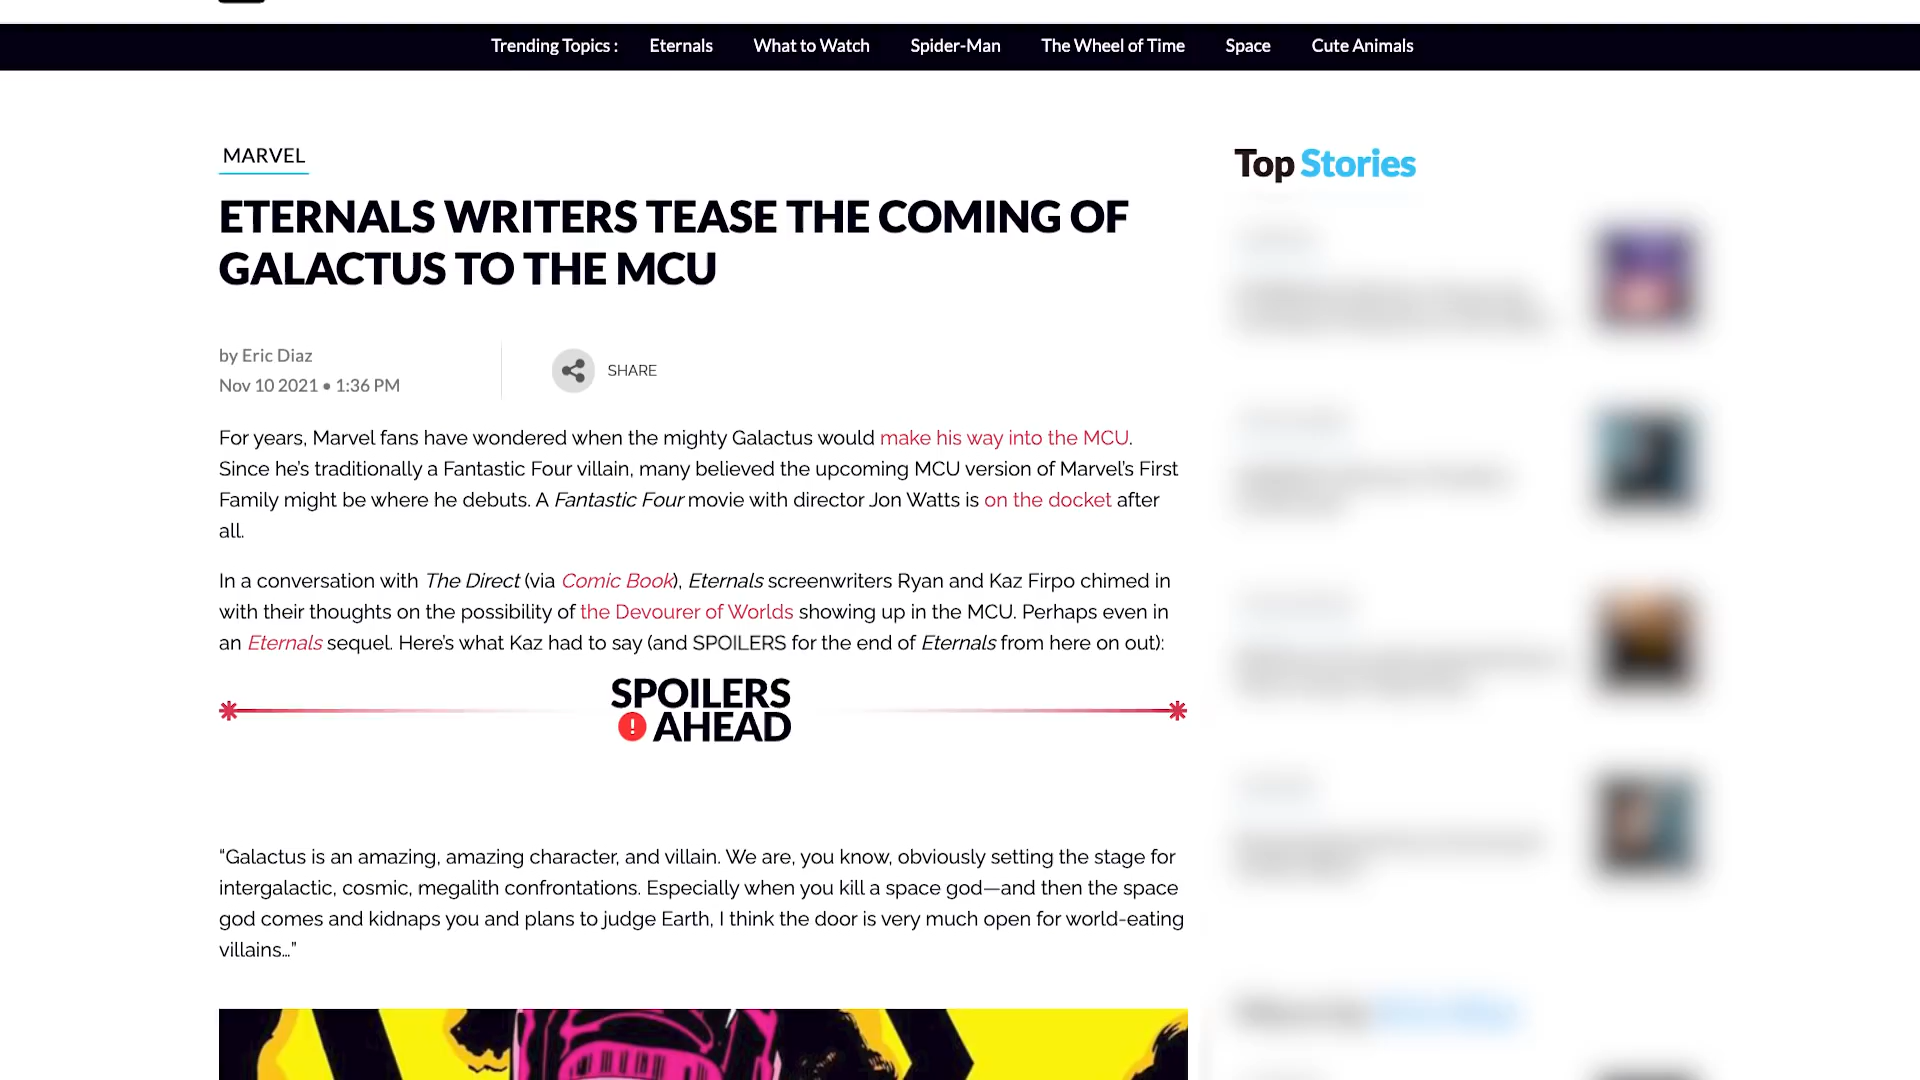 Trending Topics : Eternals What to Watch Spider-Man The Wheel of Time Space Cute Animals
MARVEL
ETERNALS WRITERS TEASE THE COMING OF
GALACTUS TO THE MCU
by Eric Diaz
Nov 10 2021 • 1:36 PM
SHARE
For years, Marvel fans have wondered when the mighty Galactus would make his way into the MCU.
Since he’s traditionally a Fantastic Four villain, many believed the upcoming MCU version of Marvel’s First
Family might be where he debuts. A Fantastic Four movie with director Jon Watts is on the docket after
all.
In a conversation with The Direct (via Comic Book), Eternals screenwriters Ryan and Kaz Firpo chimed in
with their thoughts on the possibility of the Devourer of Worlds showing up in the MCU. Perhaps even in
an Eternals sequel. Here’s what Kaz had to say (and SPOILERS for the end of Eternals from here on out):
SPOILERS
! AHEAD
“Galactus is an amazing, amazing character, and villain. We are, you know, obviously setting the stage for
intergalactic, cosmic, megalith confrontations. Especially when you kill a space god—and then the space
god comes and kidnaps you and plans to judge Earth, I think the door is very much open for world-eating
villains…”
Top Stories